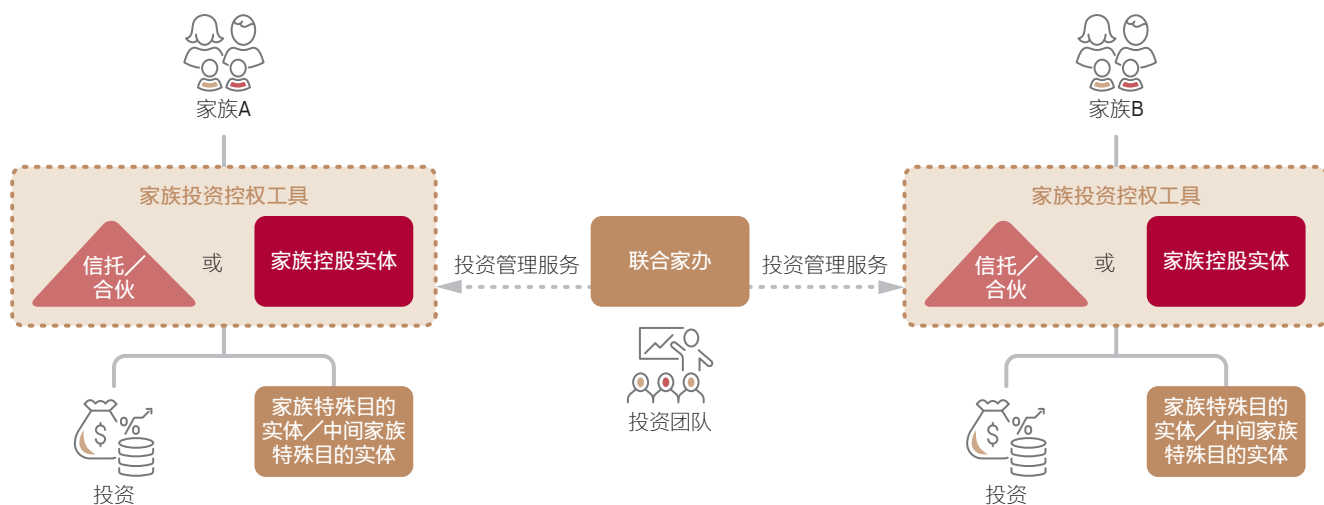 家族A
家族投资控权工具
信托／
合伙
或
家族控股实体
$
%
投资
家族特殊目的
实体／中间家族
特殊目的实体
投资管理服务
联合家办
投资管理服务
投资团队
家族B
家族投资控权工具
信托／
合伙
或
家族控股实体
$
%
投资
家族特殊目的
实体／中间家族
特殊目的实体